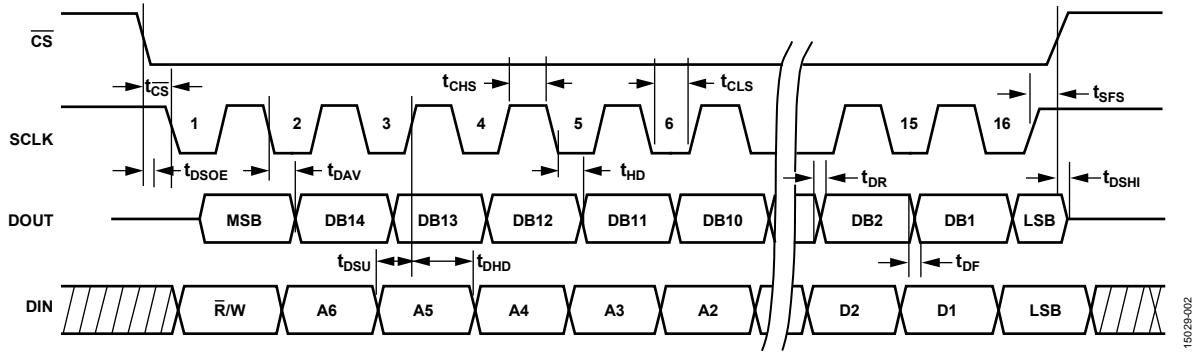 CS
tCS
tCHS
tCLS
tSFS
SCLK
1
2
3
4
5
6
15
16
tDSOE
tDAV
tHD
tDR
tDSHI
DOUT
MSB
DB14
DB13
DB12
DB11
DB10
DB2
DB1
LSB
tDSU
tDHD
tDF
DIN
R/W
A6
A5
A4
A3
A2
D2
D1
LSB
15029-002